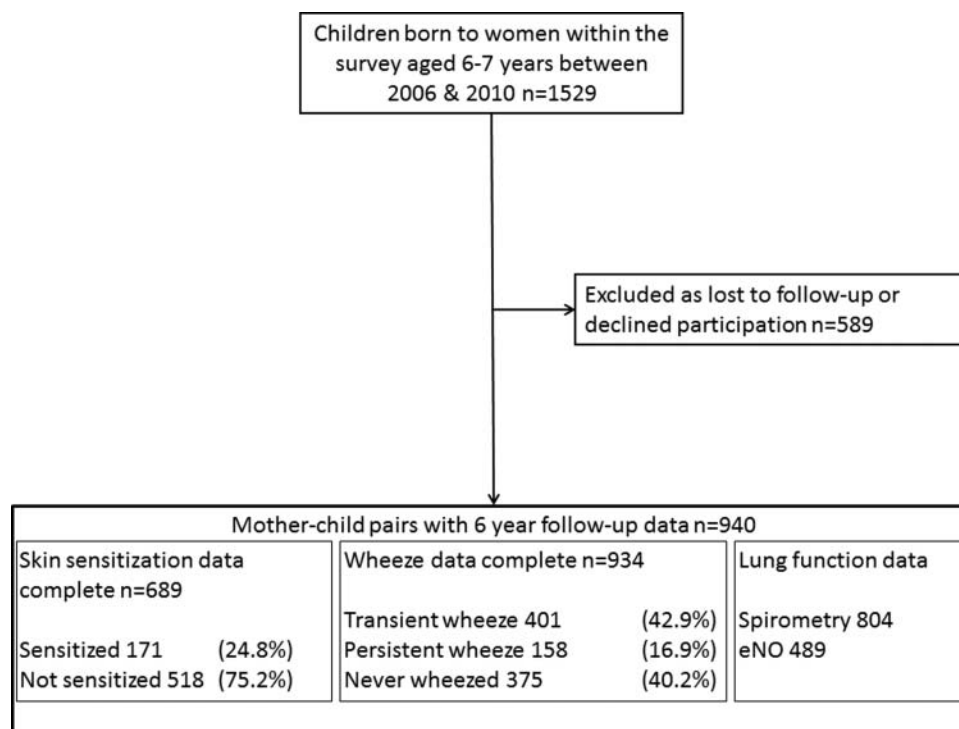 Children born to women within the
survey aged 6-7 years between
2006 & 2010 n=1529
Excluded as lost to follow-up or
declined participation n=589
Mother-child pairs with 6 year follow-up data n=940
Skin sensitization data
complete n=689
Sensitized 171 (24.8%)
Not sensitized 518 (75.2%)
Wheeze data complete n=934
Transient wheeze 401 (42.9%)
Persistent wheeze 158 (16.9%)
Never wheezed 375 (40.2%)
Lung function data
Spirometry 804
eNO 489